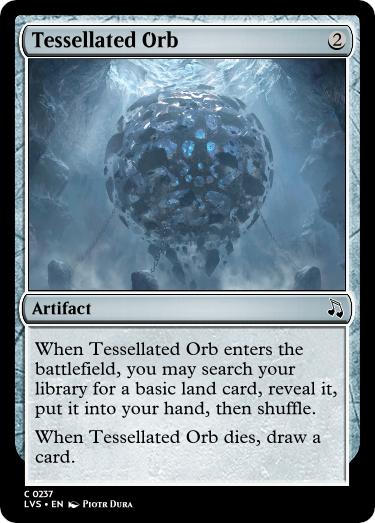 Tessellated Orb 2
Artifact
When Tessellated Orb enters the
battlefield, you may search your
library for a basic land card, reveal it,
put it into your hand, then shuffle.
When Tessellated Orb dies, draw a
card.
C 0237
LVS • EN Piotr Dura